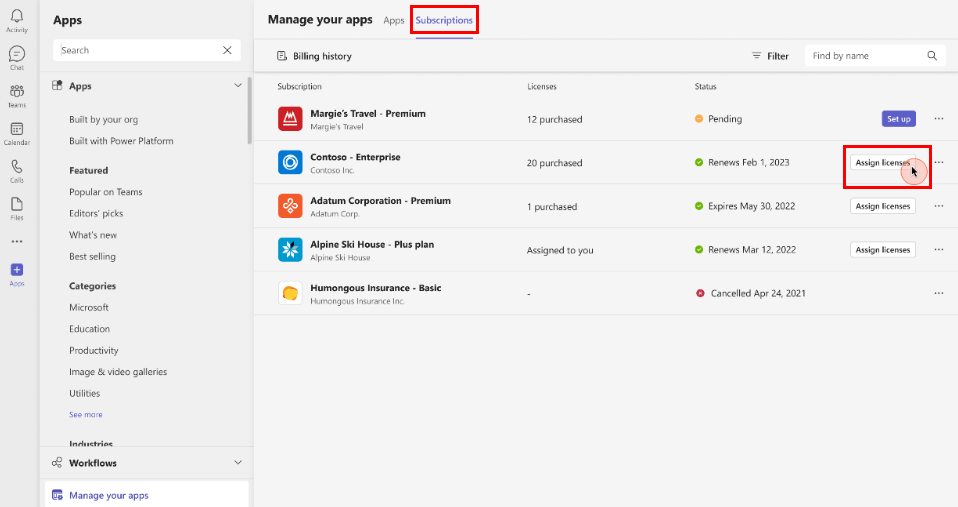 Activity
Chat
Teams
Calendar
Calls
Files
Apps
Apps
Search
Apps
Built by your org
Built with Power Platform
Featured
Popular on Teams
Editors' picks
What's new
Best selling
Categories
Microsoft
Education
Productivity
Image & video galleries
Utilities
See more
Industries
Workflows
Manage your apps
Manage your apps Apps Subscriptions
Billing history Filter Find by name
Subscription Licenses Status
Margie's Travel - Premium
Margie's Travel
12 purchased Pending Set up
Contoso - Enterprise
Contoso Inc.
20 purchased Renews Feb 1, 2023 Assign licenses
Adatum Corporation - Premium
Adatum Corp.
1 purchased Expires May 30, 2022 Assign licenses
Alpine Ski House - Plus plan
Alpine Ski House
Assigned to you Renews Mar 12, 2022 Assign licenses
Humongous Insurance - Basic
Humongous Insurance Inc.
- Cancelled Apr 24, 2021